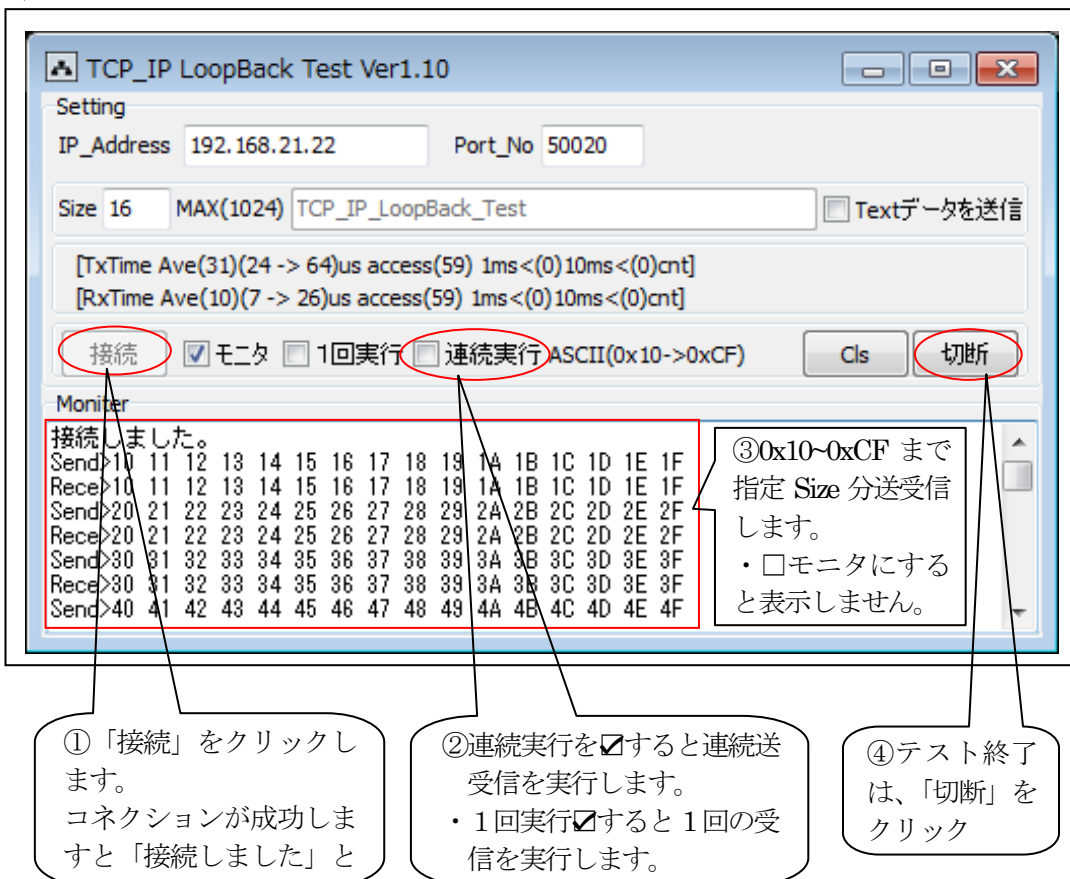 TCP_IP LoopBack Test Ver1.10
Setting
IP_Address 192.168.21.22 Port_No 50020
Size 16 MAX(1024) TCP_IP_LoopBack_Test Textデータを送信
[TxTime Ave(31)(24 -> 64)us access(59) 1ms<(0)10ms<(0)cnt]
[RxTime Ave(10)(7 -> 26)us access(59) 1ms<(0)10ms<(0)cnt]
接続 ☑モニタ □1回実行 □連続実行 ASCII(0x10->0xCF) Cls 切断
Moniter
接続しました。
Send>10 11 12 13 14 15 16 17 18 19 1A 1B 1C 1D 1E 1F
Rece>10 11 12 13 14 15 16 17 18 19 1A 1B 1C 1D 1E 1F
Send>20 21 22 23 24 25 26 27 28 29 2A 2B 2C 2D 2E 2F
Rece>20 21 22 23 24 25 26 27 28 29 2A 2B 2C 2D 2E 2F
Send>30 31 32 33 34 35 36 37 38 39 3A 3B 3C 3D 3E 3F
Rece>30 31 32 33 34 35 36 37 38 39 3A 3B 3C 3D 3E 3F
Send>40 41 42 43 44 45 46 47 48 49 4A 4B 4C 4D 4E 4F
③0x10~0xCF まで
指定 Size 分送受信
します。
・□モニタにする
と表示しません。
①「接続」をクリックし
ます。
コネクションが成功しま
すと「接続しました」と
②連続実行を☑すると連続送
受信を実行します。
・１回実行☑すると１回の受
信を実行します。
④テスト終了
は、「切断」を
クリック